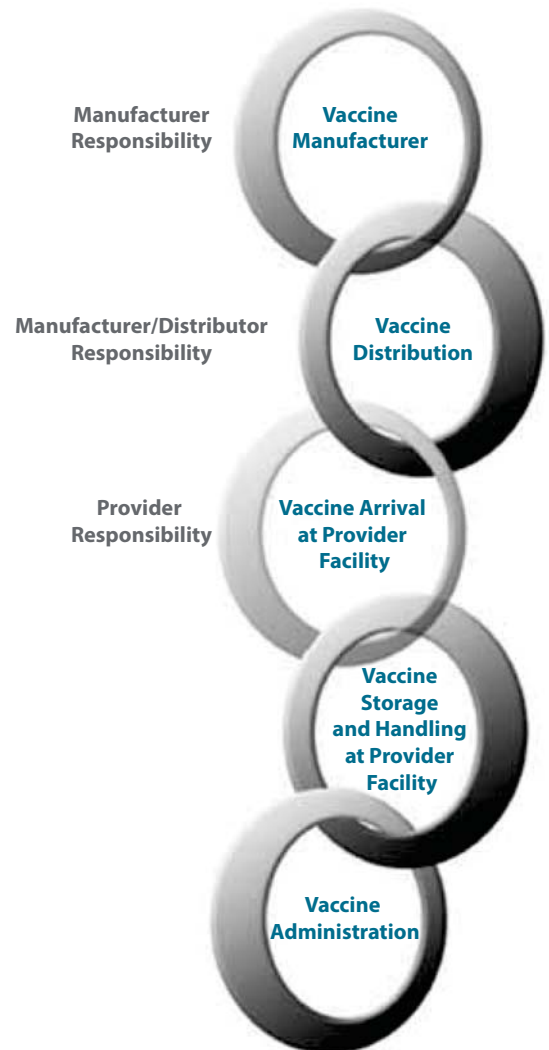 Manufacturer
Responsibility
Vaccine
Manufacturer
Manufacturer/Distributor
Responsibility
Vaccine
Distribution
Provider
Responsibility
Vaccine Arrival
at Provider
Facility
Vaccine
Storage
and Handling
at Provider
Facility
Vaccine
Administration